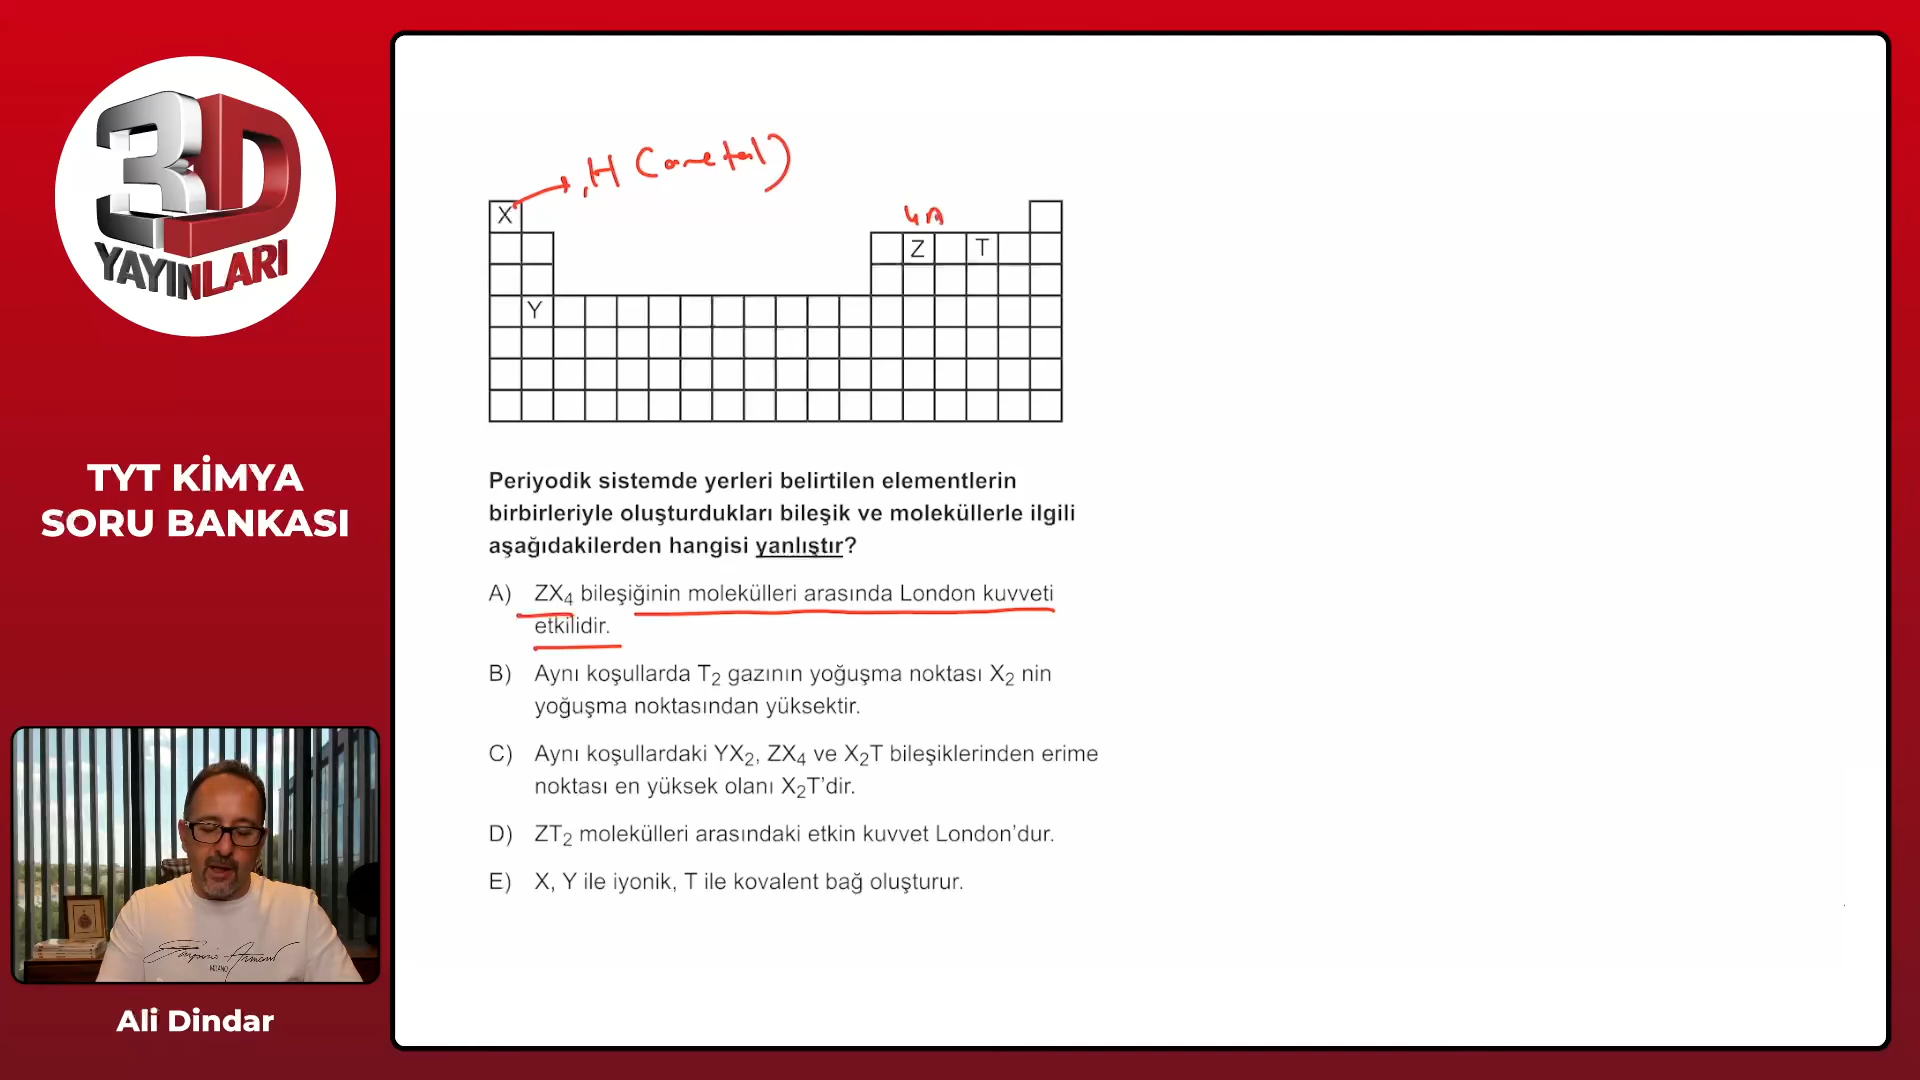 3D
YAYINLARI
TYT KİMYA
SORU BANKASI
Ali Dindar
₁H (ametal)
X
4A
Z T
Y
Periyodik sistemde yerleri belirtilen elementlerin
birbirleriyle oluşturdukları bileşik ve moleküllerle ilgili
aşağıdakilerden hangisi yanlıştır?
A) ZX₄ bileşiğinin molekülleri arasında London kuvveti
etkilidir.
B) Aynı koşullarda T₂ gazının yoğuşma noktası X₂ nin
yoğuşma noktasından yüksektir.
C) Aynı koşullardaki YX₂, ZX₄ ve X₂T bileşiklerinden erime
noktası en yüksek olanı X₂T’dir.
D) ZT₂ molekülleri arasındaki etkin kuvvet London’dur.
E) X, Y ile iyonik, T ile kovalent bağ oluşturur.